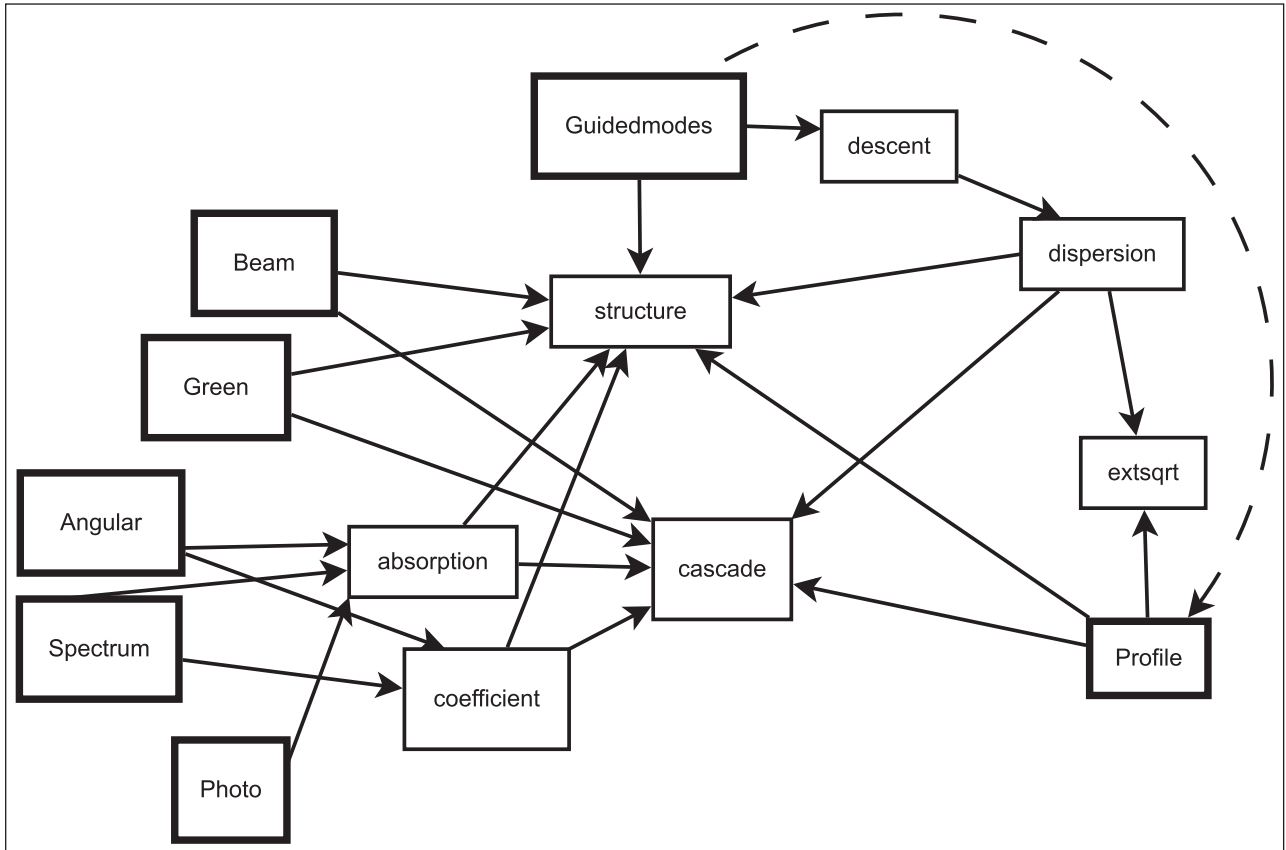 Guidedmodes
descent
Beam
dispersion
structure
Green
extsqrt
Angular
absorption
cascade
Spectrum
Profile
coefficient
Photo